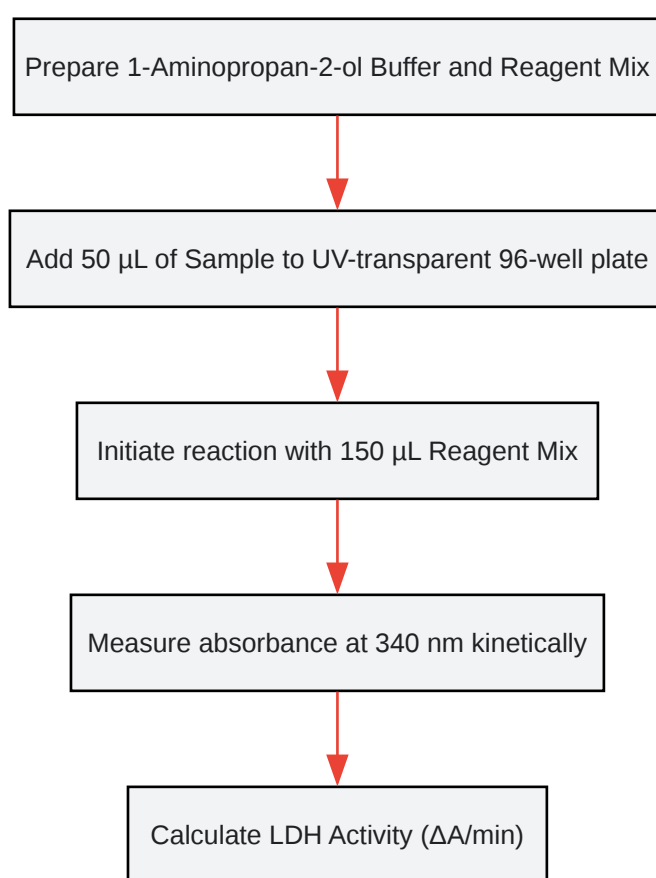 Prepare 1-Aminopropan-2-ol Buffer and Reagent Mix
Add 50 µL of Sample to UV-transparent 96-well plate
Initiate reaction with 150 µL Reagent Mix
Measure absorbance at 340 nm kinetically
Calculate LDH Activity (ΔA/min)